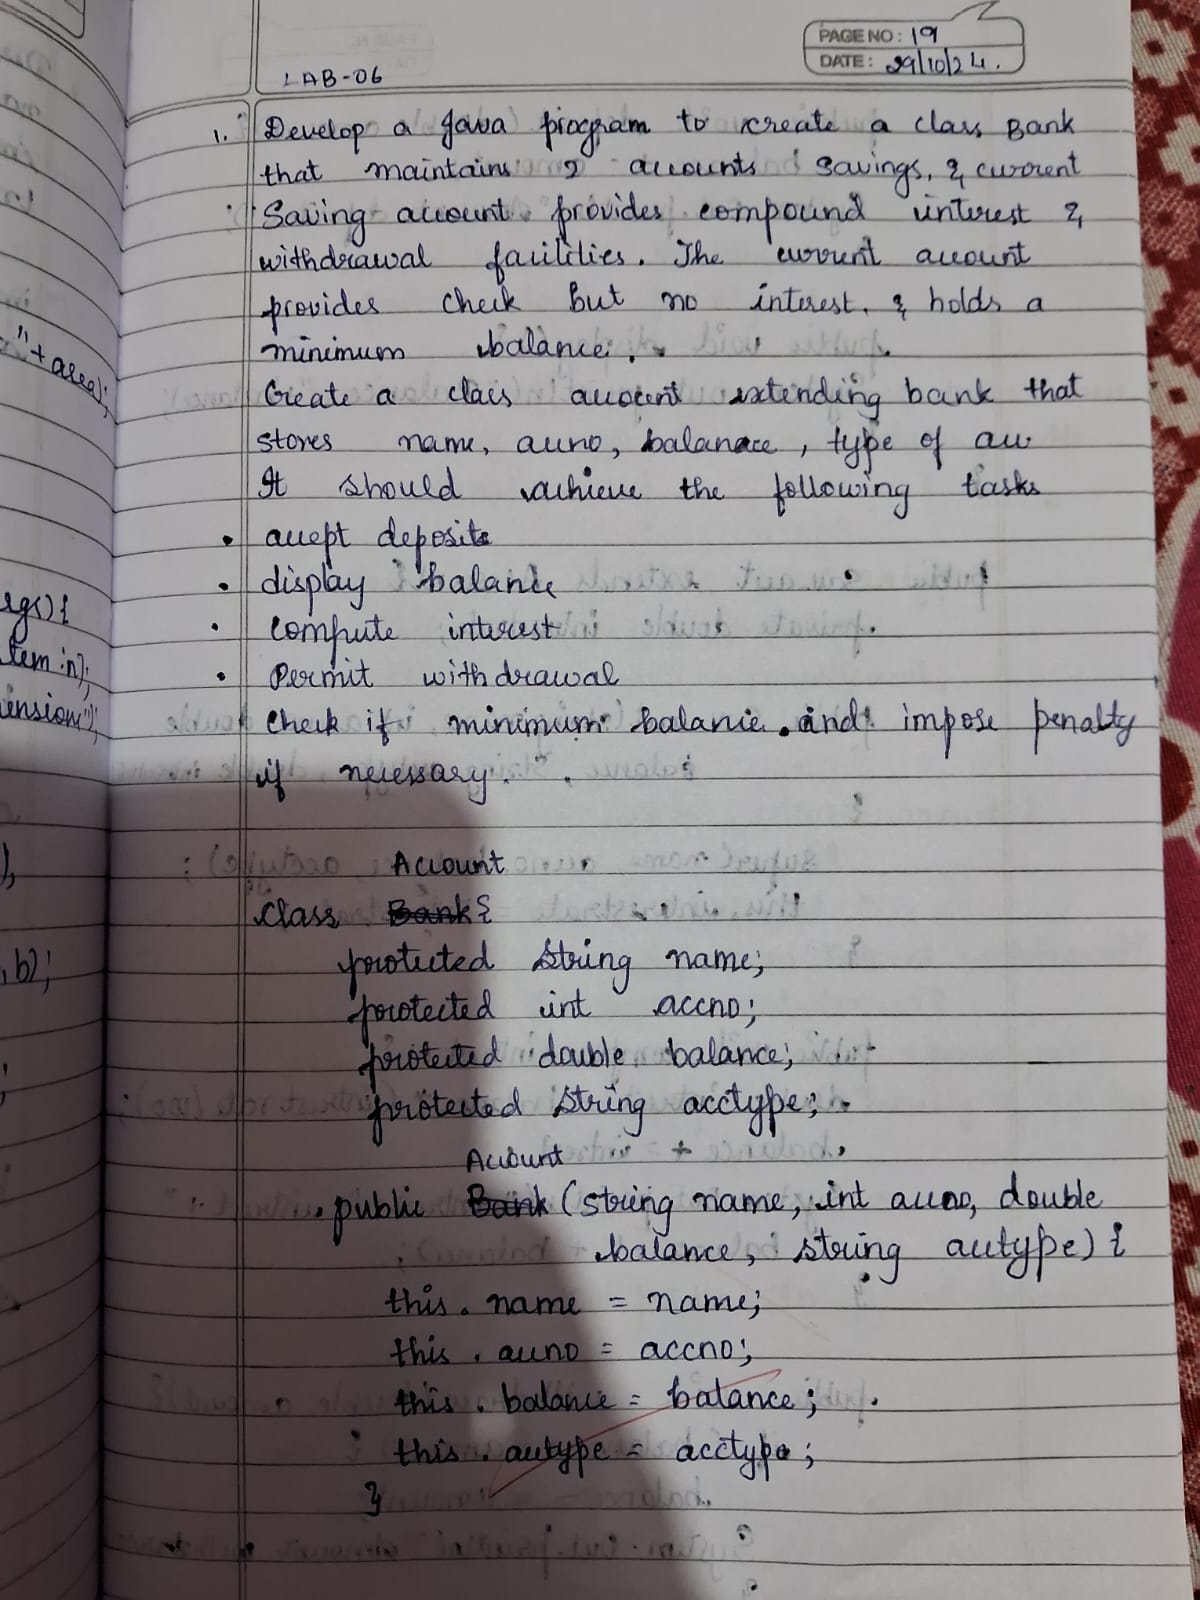 PAGE NO: 19
DATE: 29/10/24.
LAB-06
1. Develop a Java program to create a class Bank
that maintains 2 accounts savings, & current
Saving account provides compound interest &
withdrawal facilities. The current account
provides check but no interest. & holds a
minimum balance.
Create a class account extending bank that
stores name, accno, balanace, type of acc
It should achieve the following tasks
• accept deposits
• display balance
• compute interest
• Permit withdrawal
check if minimum balance and impose penalty
if necessary.
Account
class Bank {
protected string name;
protected int accno;
protected double balance;
protected string acctype;
Account
public Bank (string name, int accno, double
balance, string acctype) {
this. name = name;
this. accno = accno;
this. balance = balance;
this. acctype = acctype;
}
"+ area);
rgs(){
tem.in);
ension");
),
,b);
;